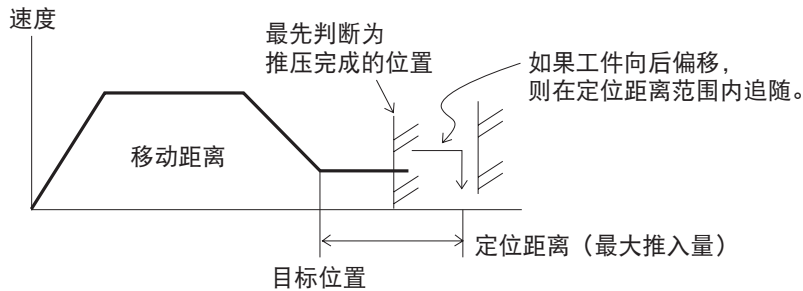 速度
最先判断为
推压完成的位置
如果工件向后偏移，
则在定位距离范围内追随。
移动距离
定位距离（最大推入量）
目标位置